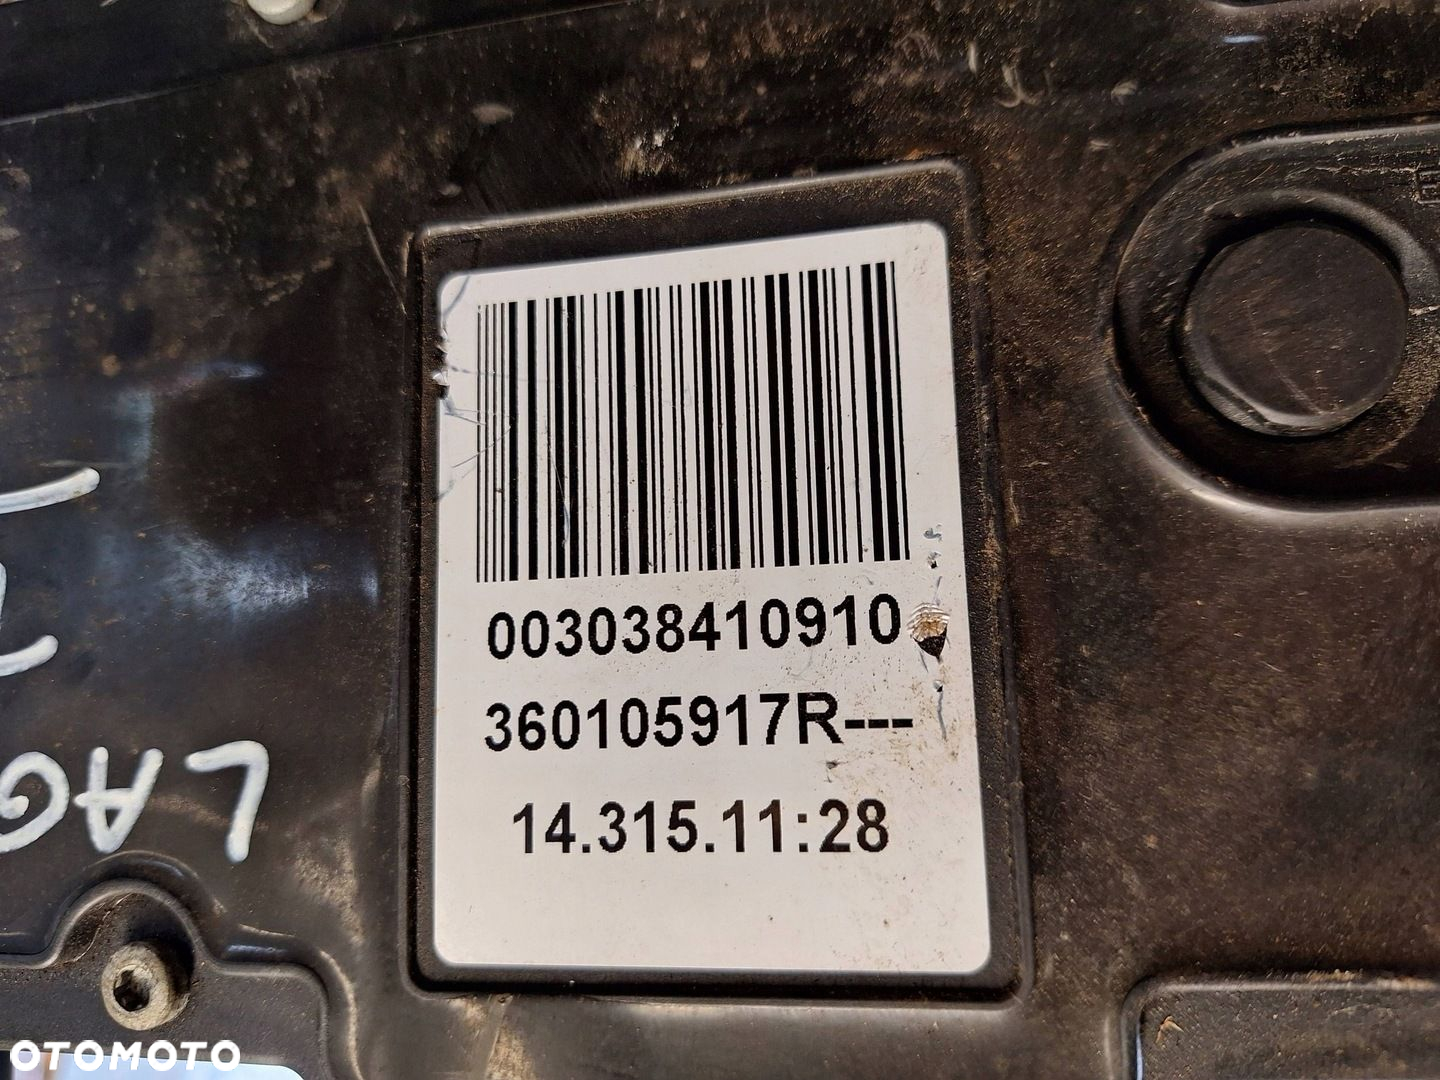 003038410910
360105917R---
14.315.11:28
LAG
OTOMOTO